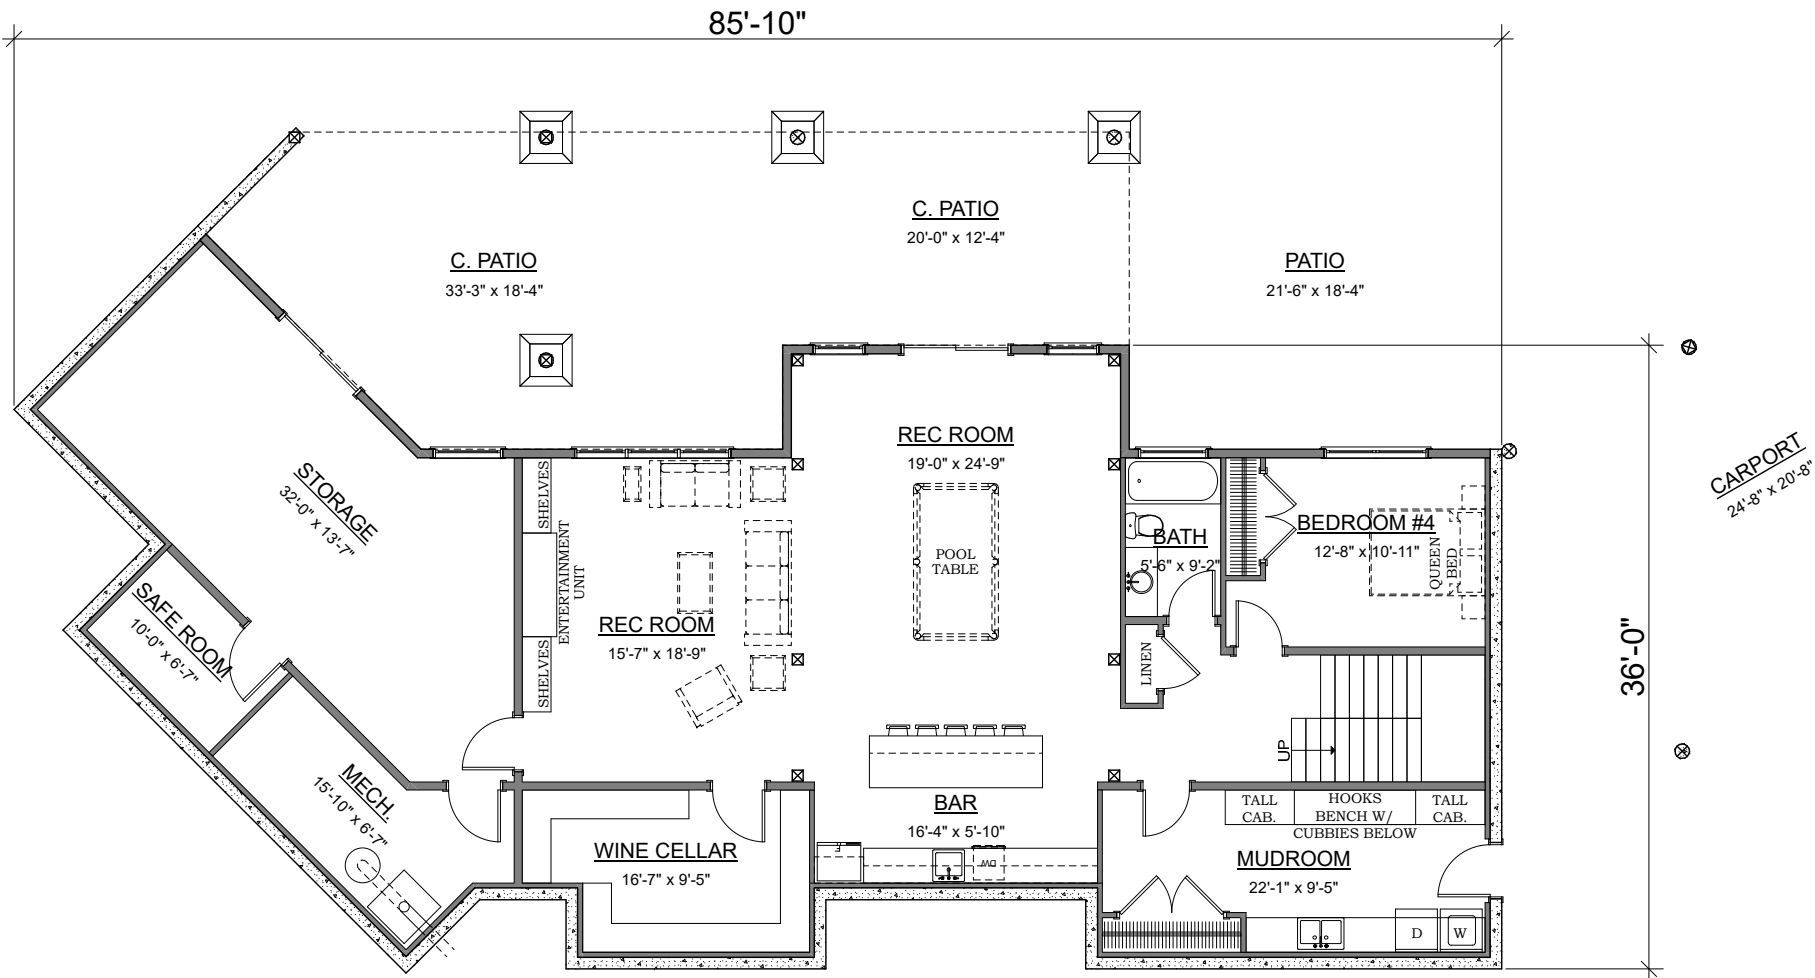 85'-10"
C. PATIO
20'-0" x 12'-4"
C. PATIO
33'-3" x 18'-4"
PATIO
21'-6" x 18'-4"
REC ROOM
19'-0" x 24'-9"
CARPORT
24'-8" x 20'-8"
STORAGE
32'-0" x 13'-7"
SHELVES
ENTERTAINMENT
UNIT
SHELVES
POOL
TABLE
BATH
5'-6" x 9'-2"
BEDROOM #4
12'-8" x 10'-11"
QUEEN
BED
SAFE ROOM
10'-0" x 6'-7"
REC ROOM
15'-7" x 18'-9"
LINEN
36'-0"
UP
MECH.
15'-10" x 6'-7"
BAR
16'-4" x 5'-10"
TALL
CAB.
HOOKS
BENCH W/
CUBBIES BELOW
TALL
CAB.
WINE CELLAR
16'-7" x 9'-5"
F
DW
MUDROOM
22'-1" x 9'-5"
D
W